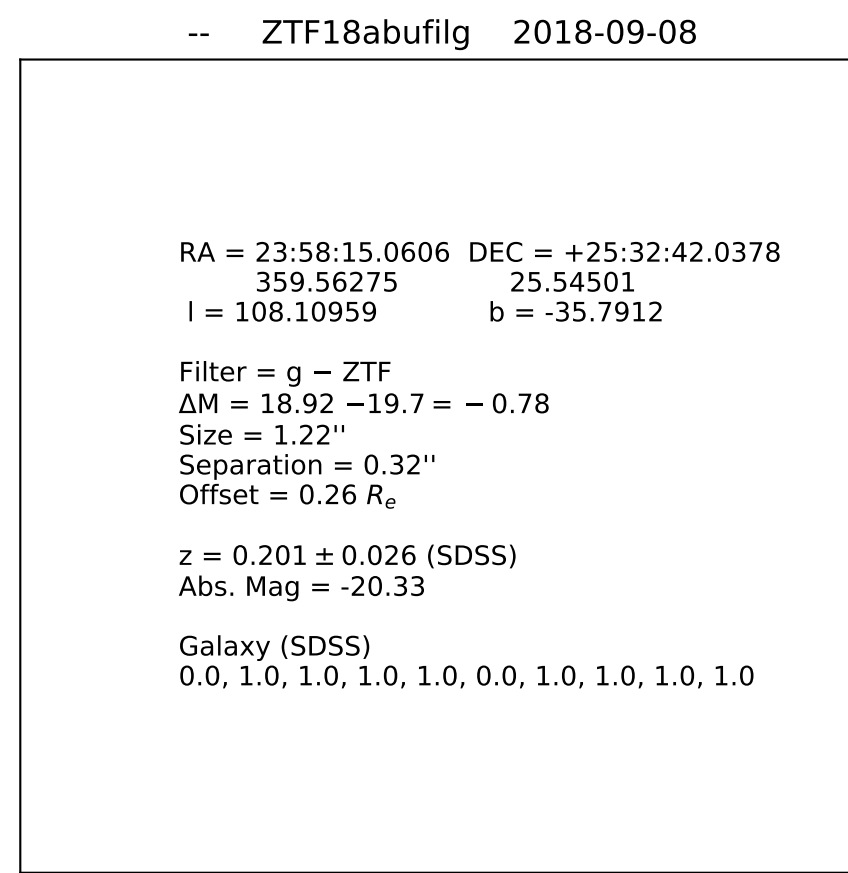 -- ZTF18abufilg 2018-09-08
RA = 23:58:15.0606 DEC = +25:32:42.0378
359.56275 25.54501
l = 108.10959 b = -35.7912
Filter = g − ZTF
ΔM = 18.92 −19.7 = − 0.78
Size = 1.22''
Separation = 0.32''
Offset = 0.26 Rₑ
z = 0.201 ± 0.026 (SDSS)
Abs. Mag = -20.33
Galaxy (SDSS)
0.0, 1.0, 1.0, 1.0, 1.0, 0.0, 1.0, 1.0, 1.0, 1.0